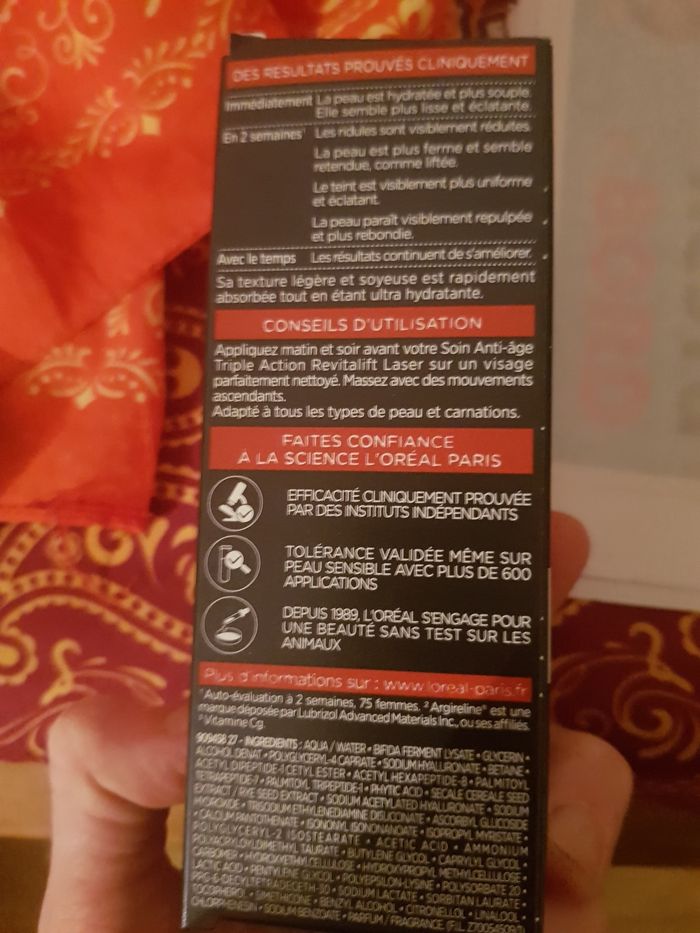 DES RÉSULTATS PROUVÉS CLINIQUEMENT
Immédiatement La peau est hydratée et plus souple.
Elle semble plus lisse et éclatante.
En 2 semaines¹ Les ridules sont visiblement réduites.
La peau est plus ferme et semble
retendue, comme liftée.
Le teint est visiblement plus uniforme
et éclatant.
La peau paraît visiblement repulpée
et plus rebondie.
Avec le temps Les résultats continuent de s'améliorer.
Sa texture légère et soyeuse est rapidement
absorbée tout en étant ultra hydratante.
CONSEILS D'UTILISATION
Appliquez matin et soir avant votre Soin Anti-âge
Triple Action Revitalift Laser sur un visage
parfaitement nettoyé. Massez avec des mouvements
ascendants.
Adapté à tous les types de peau et carnations.
FAITES CONFIANCE
À LA SCIENCE L'ORÉAL PARIS
EFFICACITÉ CLINIQUEMENT PROUVÉE
PAR DES INSTITUTS INDÉPENDANTS
TOLÉRANCE VALIDÉE MÊME SUR
PEAU SENSIBLE AVEC PLUS DE 600
APPLICATIONS
DEPUIS 1989, L'ORÉAL S'ENGAGE POUR
UNE BEAUTÉ SANS TEST SUR LES
ANIMAUX
Plus d'informations sur : www.loreal-paris.fr
¹Auto-évaluation à 2 semaines, 75 femmes. ² Argireline® est une
marque déposée par Lubrizol Advanced Materials Inc., ou ses affiliés.
³ Vitamine Cg.
909498 27 - INGREDIENTS : AQUA / WATER • BIFIDA FERMENT LYSATE • GLYCERIN •
ALCOHOL DENAT • POLYGLYCERYL-4 CAPRATE • SODIUM HYALURONATE • BETAINE •
ACETYL DIPEPTIDE-1 CETYL ESTER • ACETYL HEXAPEPTIDE-8 • PALMITOYL
TETRAPEPTIDE-7 • PALMITOYL TRIPEPTIDE-1 • PHYTIC ACID • SECALE CEREALE SEED
EXTRACT / RYE SEED EXTRACT • SODIUM ACETYLATED HYALURONATE • SODIUM
HYDROXIDE • TRISODIUM ETHYLENEDIAMINE DISUCCINATE • ASCORBYL GLUCOSIDE
• CALCIUM PANTOTHENATE • ISONONYL ISONONANOATE • ISOPROPYL MYRISTATE •
POLYGLYCERYL-2 ISOSTEARATE • ACETIC ACID • AMMONIUM
POLYACRYLOYLDIMETHYL TAURATE • BUTYLENE GLYCOL • CAPRYLYL GLYCOL •
CARBOMER • HYDROXYETHYLCELLULOSE • HYDROXYPROPYL METHYLCELLULOSE •
LACTIC ACID • PENTYLENE GLYCOL • POLYEPSILON-LYSINE • POLYSORBATE 20 •
PPG-6-DECYLTETRADECETH-30 • SODIUM LACTATE • SORBITAN LAURATE •
TOCOPHEROL • SIMETHICONE • BENZYL ALCOHOL • CITRONELLOL • LINALOOL •
CHLORPHENESIN • SODIUM BENZOATE • PARFUM / FRAGRANCE (F.I.L.